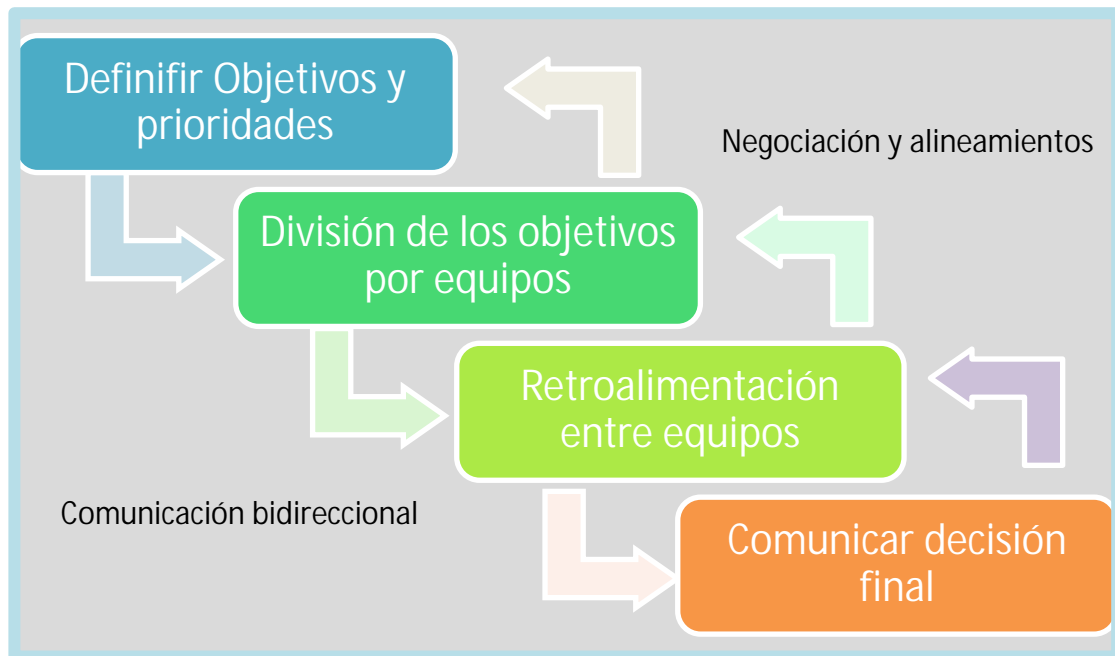 Definifir Objetivos y
prioridades
Negociación y alineamientos
División de los objetivos
por equipos
Retroalimentación
entre equipos
Comunicación bidireccional
Comunicar decisión
final